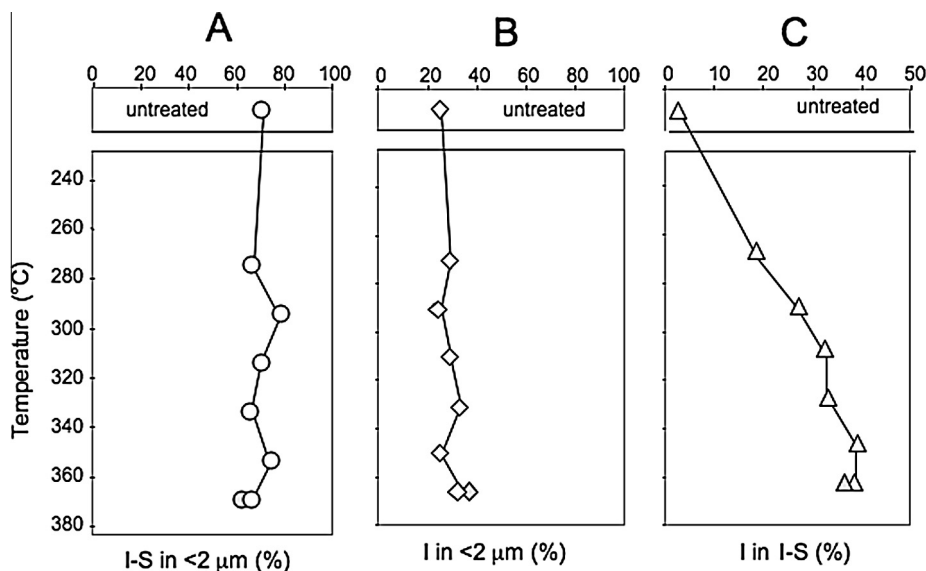 A B C
0 20 40 60 80 100 0 20 40 60 80 100 0 10 20 30 40 50
untreated untreated untreated
240
260
280
300
320
340
360
380
Temperature (°C)
I-S in <2 μm (%) I in <2 μm (%) I in I-S (%)